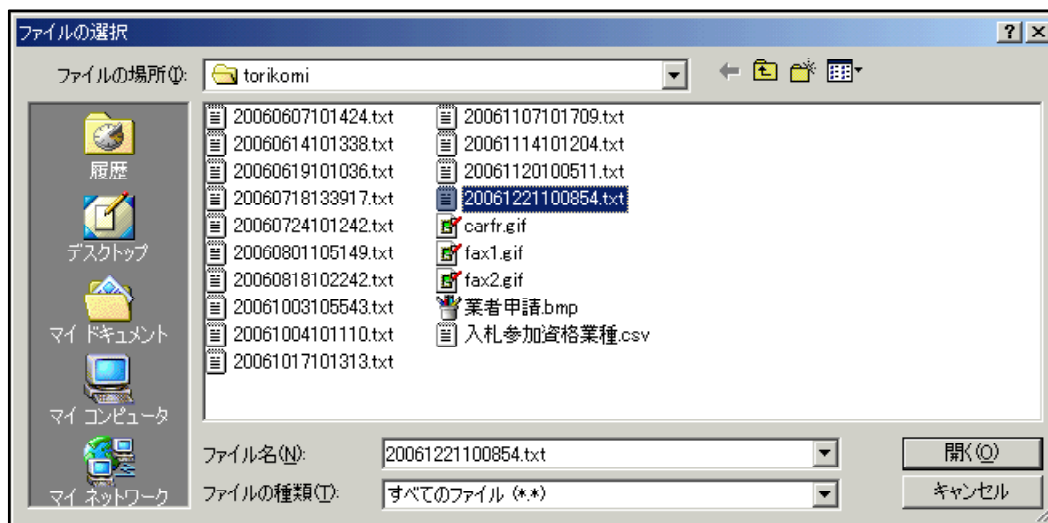 ファイルの選択
ファイルの場所(I):
torikomi
履歴
デスクトップ
マイ ドキュメント
マイ コンピュータ
マイ ネットワーク
20060607101424.txt
20060614101338.txt
20060619101036.txt
20060718133917.txt
20060724101242.txt
20060801105149.txt
20060818102242.txt
20061003105543.txt
20061004101110.txt
20061017101313.txt
20061107101709.txt
20061114101204.txt
20061120100511.txt
20061221100854.txt
carfr.gif
fax1.gif
fax2.gif
業者申請.bmp
入札参加資格業種.csv
ファイル名(N):
20061221100854.txt
開く(O)
ファイルの種類(T):
すべてのファイル (*.*)
キャンセル